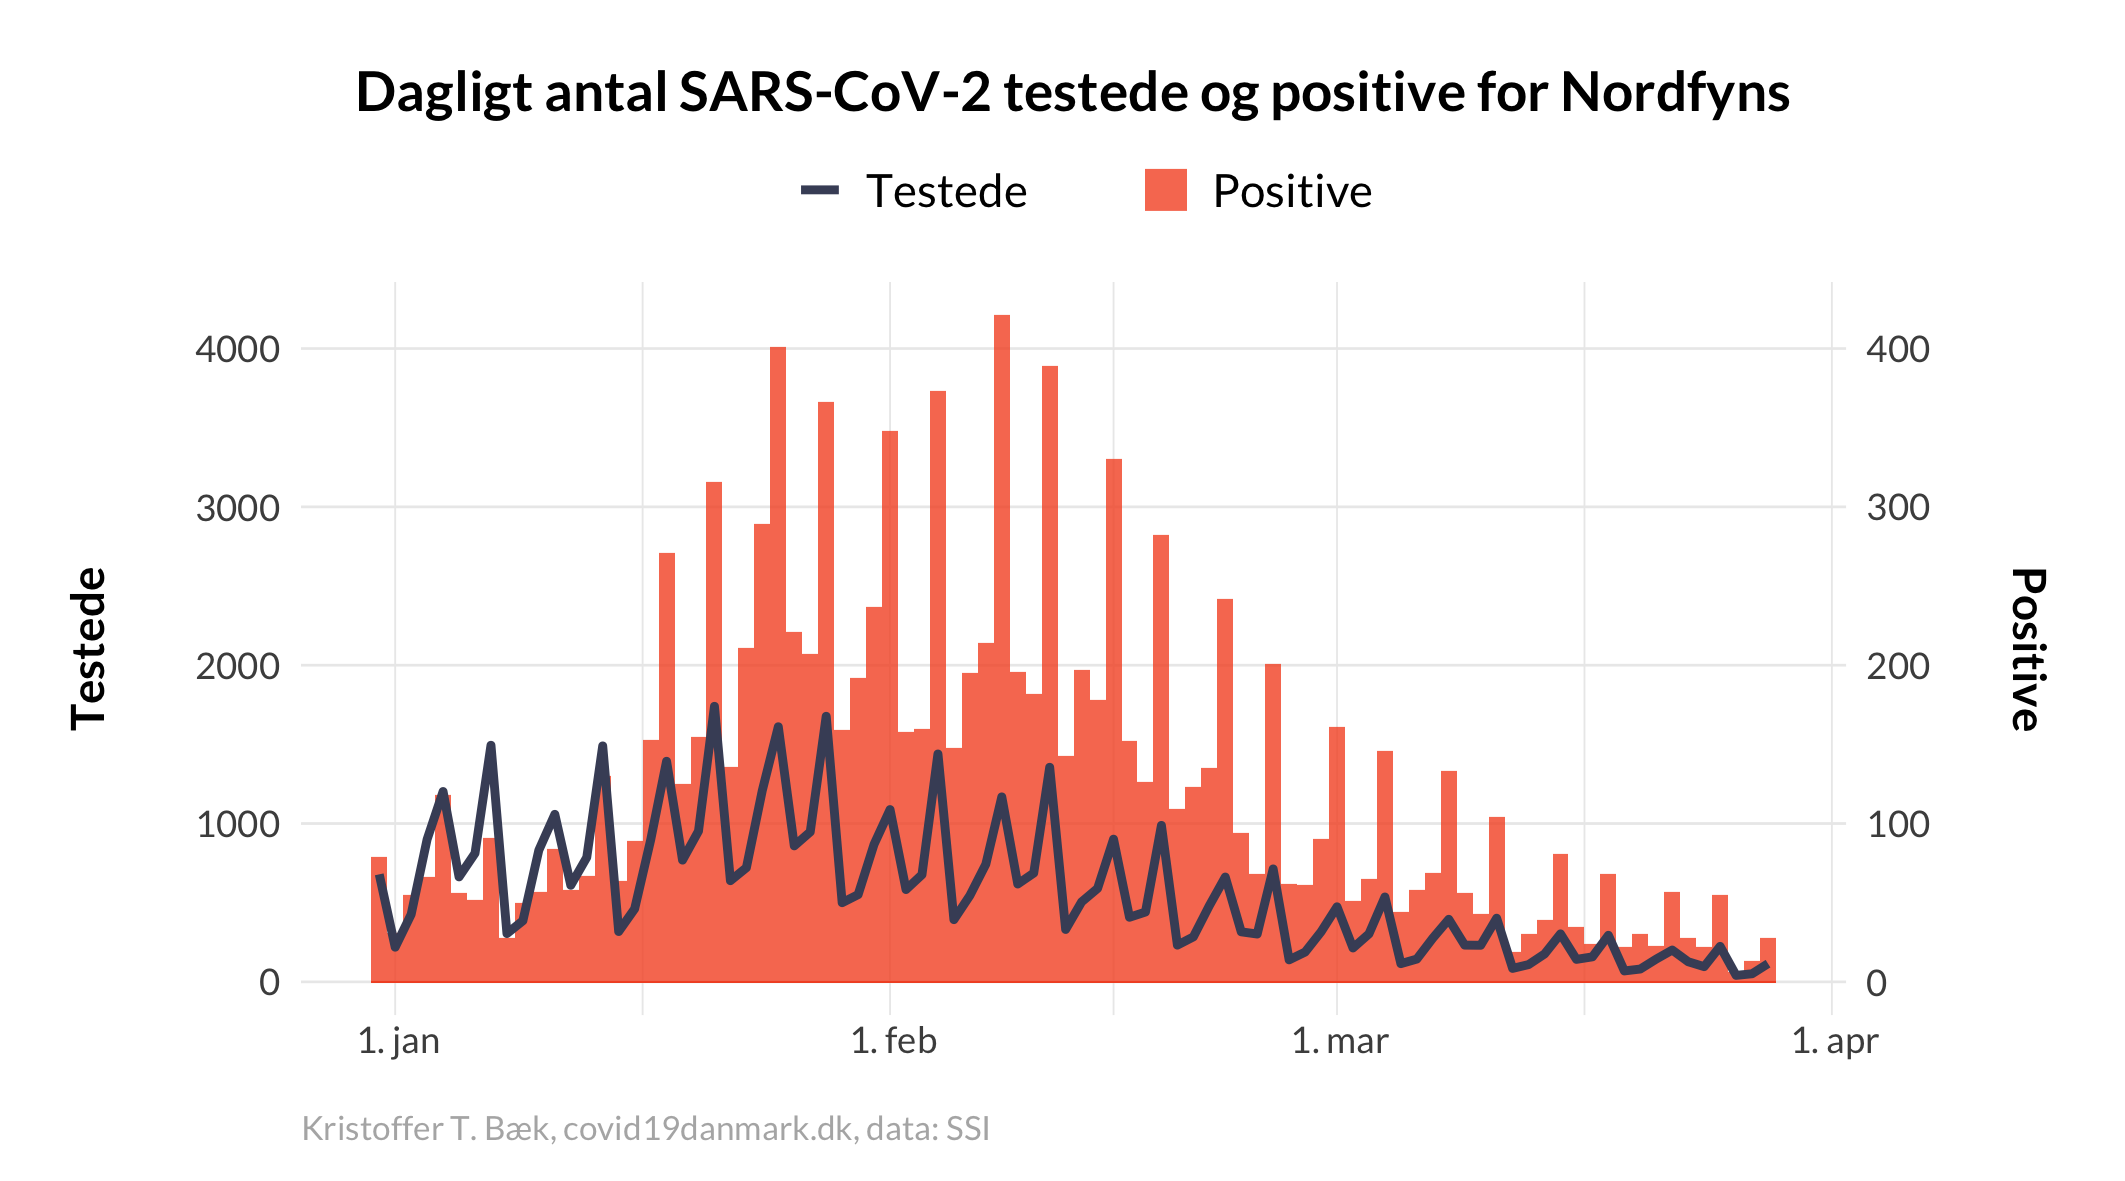 Dagligt antal SARS-CoV-2 testede og positive for Nordfyns
Testede
Positive
4000
3000
2000
1000
0
Testede
400
300
200
100
0
Positive
1. jan
1. feb
1. mar
1. apr
Kristoffer T. Bæk, covid19danmark.dk, data: SSI